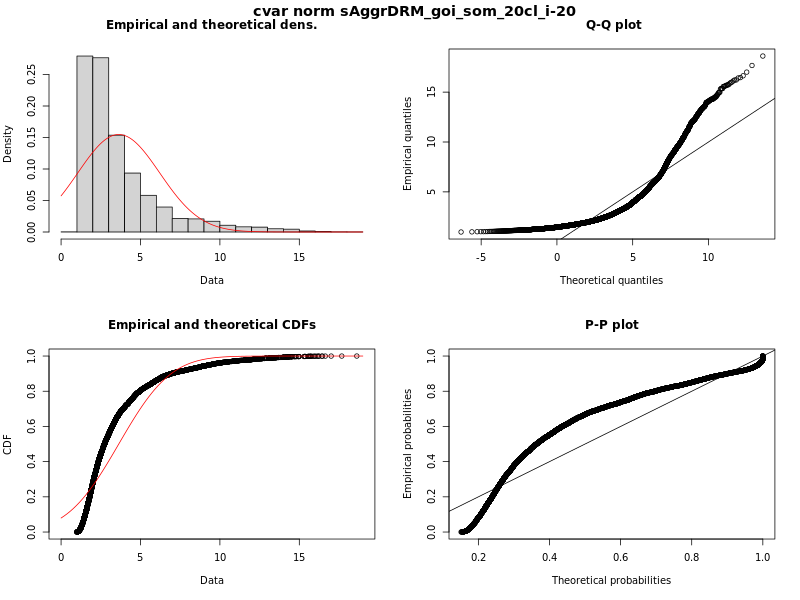 cvar norm sAggrDRM_goi_som_20cl_i-20
Empirical and theoretical dens.
Density
0.00 0.05 0.10 0.15 0.20 0.25
0 5 10 15
Data
Q-Q plot
Empirical quantiles
5 10 15
-5 0 5 10
Theoretical quantiles
Empirical and theoretical CDFs
CDF
0.0 0.2 0.4 0.6 0.8 1.0
0 5 10 15
Data
P-P plot
Empirical probabilities
0.0 0.2 0.4 0.6 0.8 1.0
0.2 0.4 0.6 0.8 1.0
Theoretical probabilities